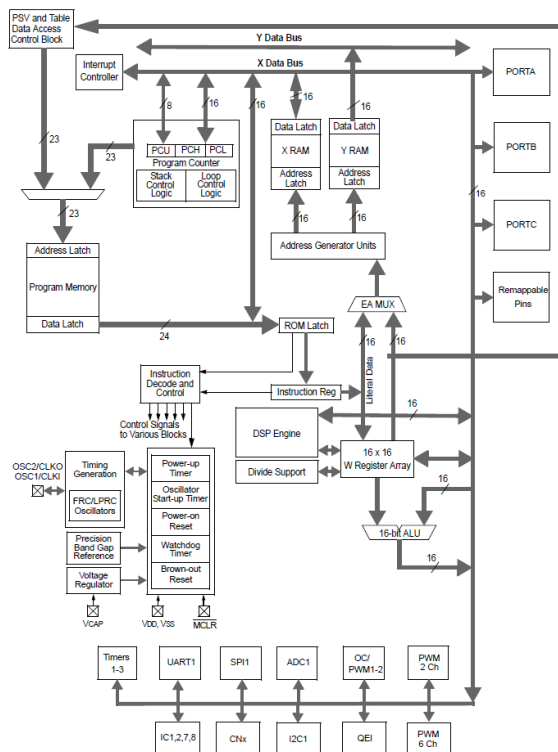 PSV and Table
Data Access
Control Block
Y Data Bus
X Data Bus
Interrupt
Controller
PORTA
8
16
16
16
16
23
23
Data Latch
Data Latch
PCU
PCH
PCL
Program Counter
X RAM
Y RAM
PORTB
Stack
Control
Logic
Loop
Control
Logic
Address
Latch
Address
Latch
16
23
16
16
PORTC
Address Latch
Address Generator Units
Program Memory
Remappable
Pins
EA MUX
Data Latch
24
ROM Latch
16
16
Literal Data
Instruction
Decode and
Control
Instruction Reg
Control Signals
to Various Blocks
16
DSP Engine
OSC2/CLKO
OSC1/CLKI
Timing
Generation
Power-up
Timer
16 x 16
W Register Array
Divide Support
Oscillator
Start-up Timer
FRC/LPRC
Oscillators
16
Power-on
Reset
16-bit ALU
Precision
Band Gap
Reference
Watchdog
Timer
16
Brown-out
Reset
Voltage
Regulator
VCAP
VDD, VSS
MCLR
Timers
1-3
UART1
SPI1
ADC1
OC/
PWM1-2
PWM
2 Ch
IC1,2,7,8
CNx
I2C1
QEI
PWM
6 Ch